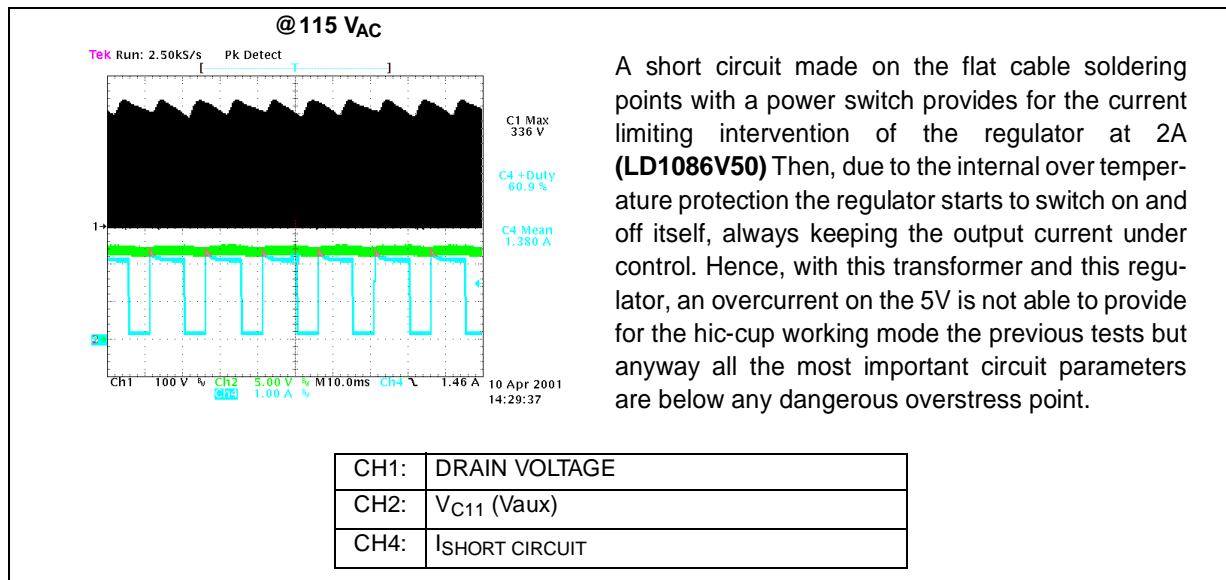 @115 VAC
Tek Run: 2.50kS/s Pk Detect
C1 Max
336 V
C4 +Duty
60.9 %
C4 Mean
1.380 A
1
2
Ch1 100 V Ch2 5.00 V M10.0ms Ch4 1.46 A
Ch4 1.00 A
10 Apr 2001
14:29:37
A short circuit made on the flat cable soldering
points with a power switch provides for the current
limiting intervention of the regulator at 2A
(LD1086V50) Then, due to the internal over temper-
ature protection the regulator starts to switch on and
off itself, always keeping the output current under
control. Hence, with this transformer and this regu-
lator, an overcurrent on the 5V is not able to provide
for the hic-cup working mode the previous tests but
anyway all the most important circuit parameters
are below any dangerous overstress point.
CH1: DRAIN VOLTAGE
CH2: VC11 (Vaux)
CH4: ISHORT CIRCUIT